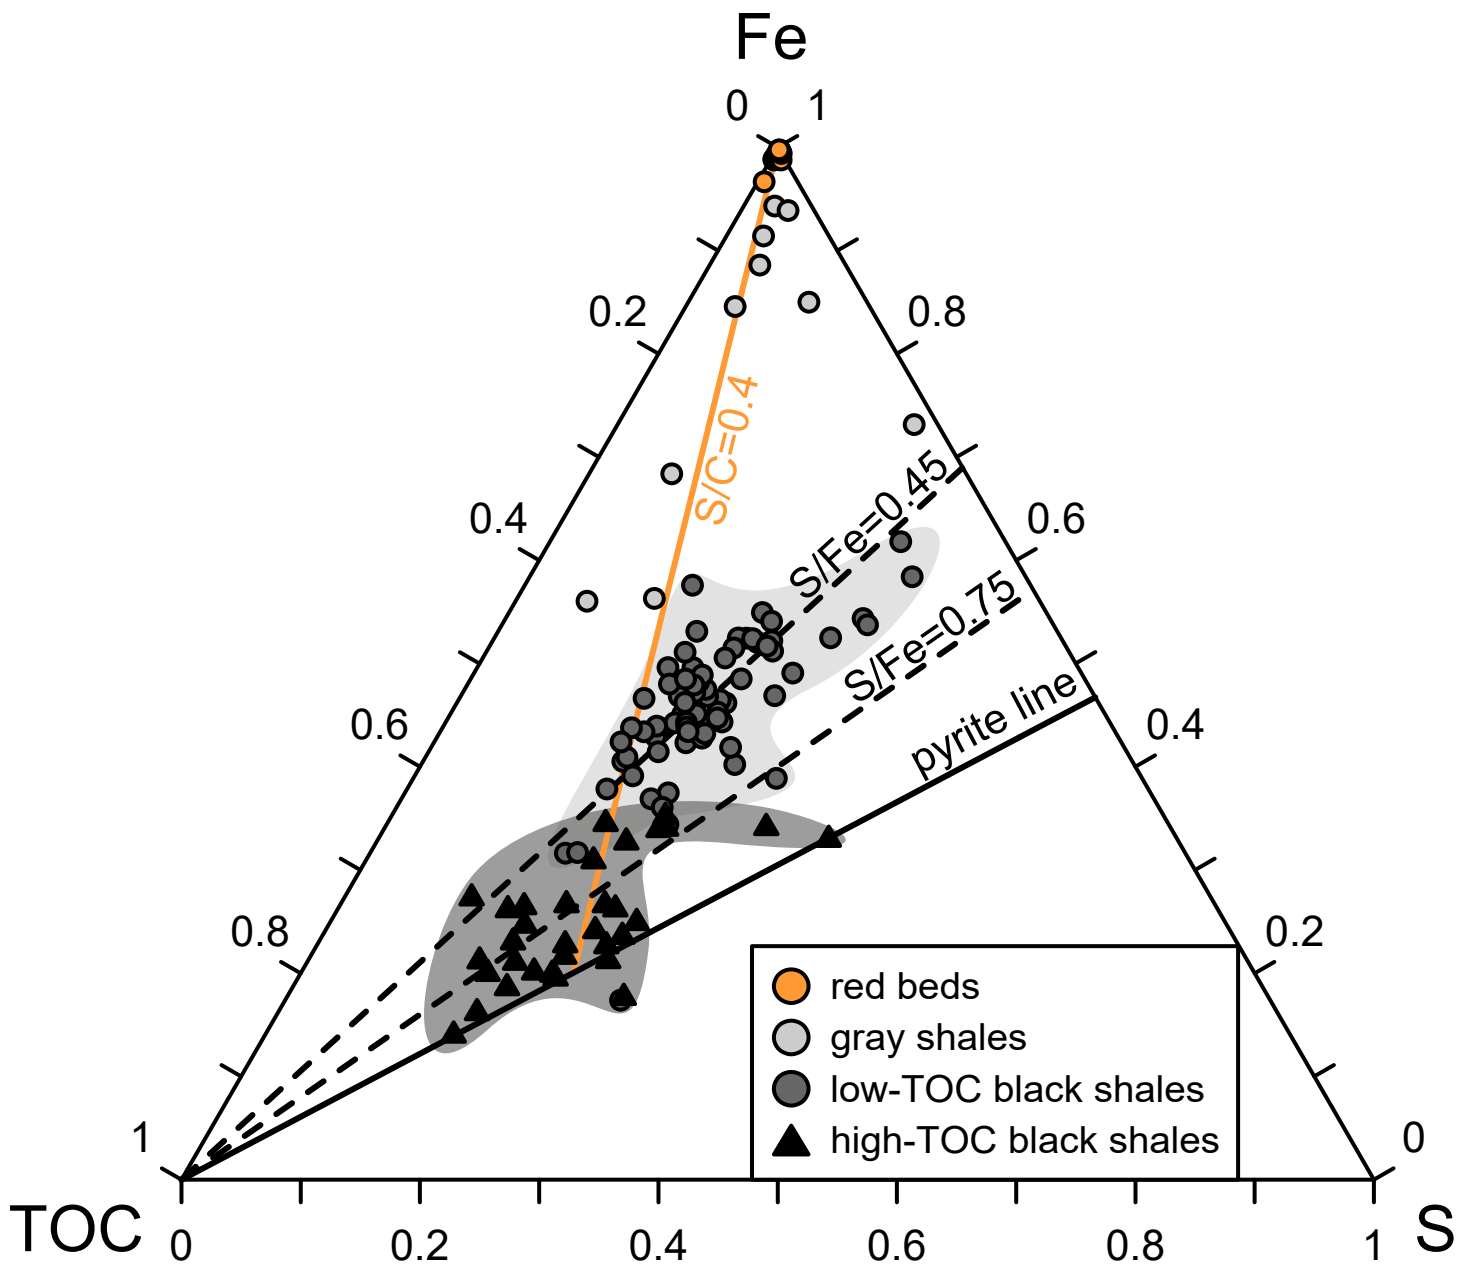 Fe
0 1
0.2 0.8
S/C=0.4
S/Fe=0.45
0.4 0.6
S/Fe=0.75
pyrite line
0.6 0.4
0.8 0.2
red beds
gray shales
low-TOC black shales
high-TOC black shales
1 0
TOC S
0 0.2 0.4 0.6 0.8 1